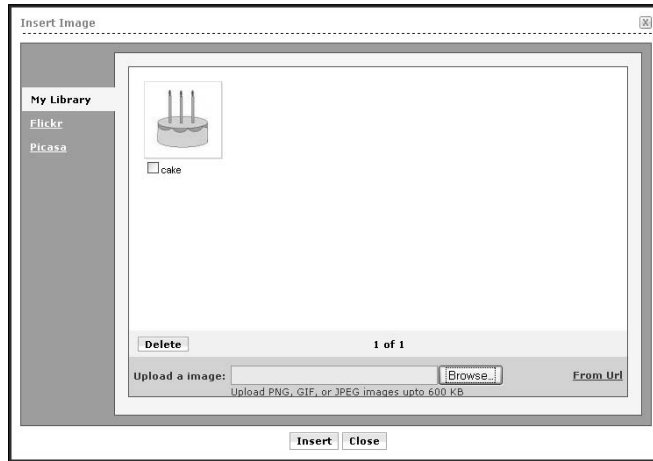 Insert Image X
My Library
Flickr
Picasa
cake
Delete 1 of 1
Upload a image: Browse... From Url
Upload PNG, GIF, or JPEG images upto 600 KB
Insert Close